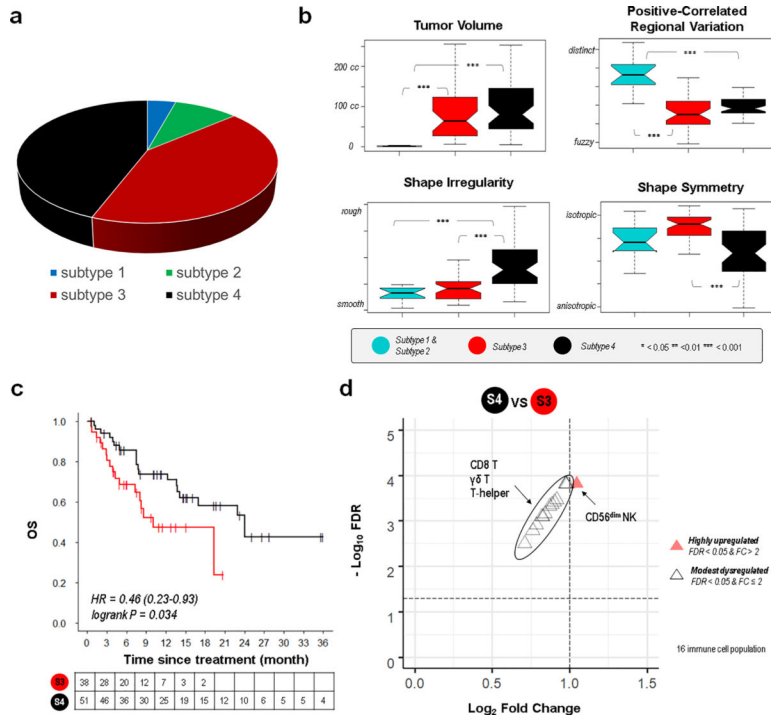 a
subtype 1
subtype 2
subtype 3
subtype 4
b
Tumor Volume
200 cc
100 cc
0
***
***
Positive-Correlated
Regional Variation
distinct
fuzzy
***
***
Shape Irregularity
rough
smooth
***
***
Shape Symmetry
isotropic
anisotropic
***
Subtype 1 &
Subtype 2
Subtype 3
Subtype 4
* < 0.05 ** <0.01 *** < 0.001
c
OS
1.0
0.8
0.6
0.4
0.2
0.0
HR = 0.46 (0.23-0.93)
logrank P = 0.034
0 3 6 9 12 15 18 21 24 27 30 33 36
Time since treatment (month)
S3 38 28 20 12 7 3 2
S4 51 46 36 30 25 19 15 12 10 6 5 5 4
d
S4 VS S3
- Log10 FDR
5
4
3
2
1
0
CD8 T
γδ T
T-helper
CD56dim NK
0.0 0.5 1.0 1.5
Log2 Fold Change
Highly upregulated
FDR < 0.05 & FC > 2
Modest dysregulated
FDR < 0.05 & FC ≤ 2
16 immune cell population